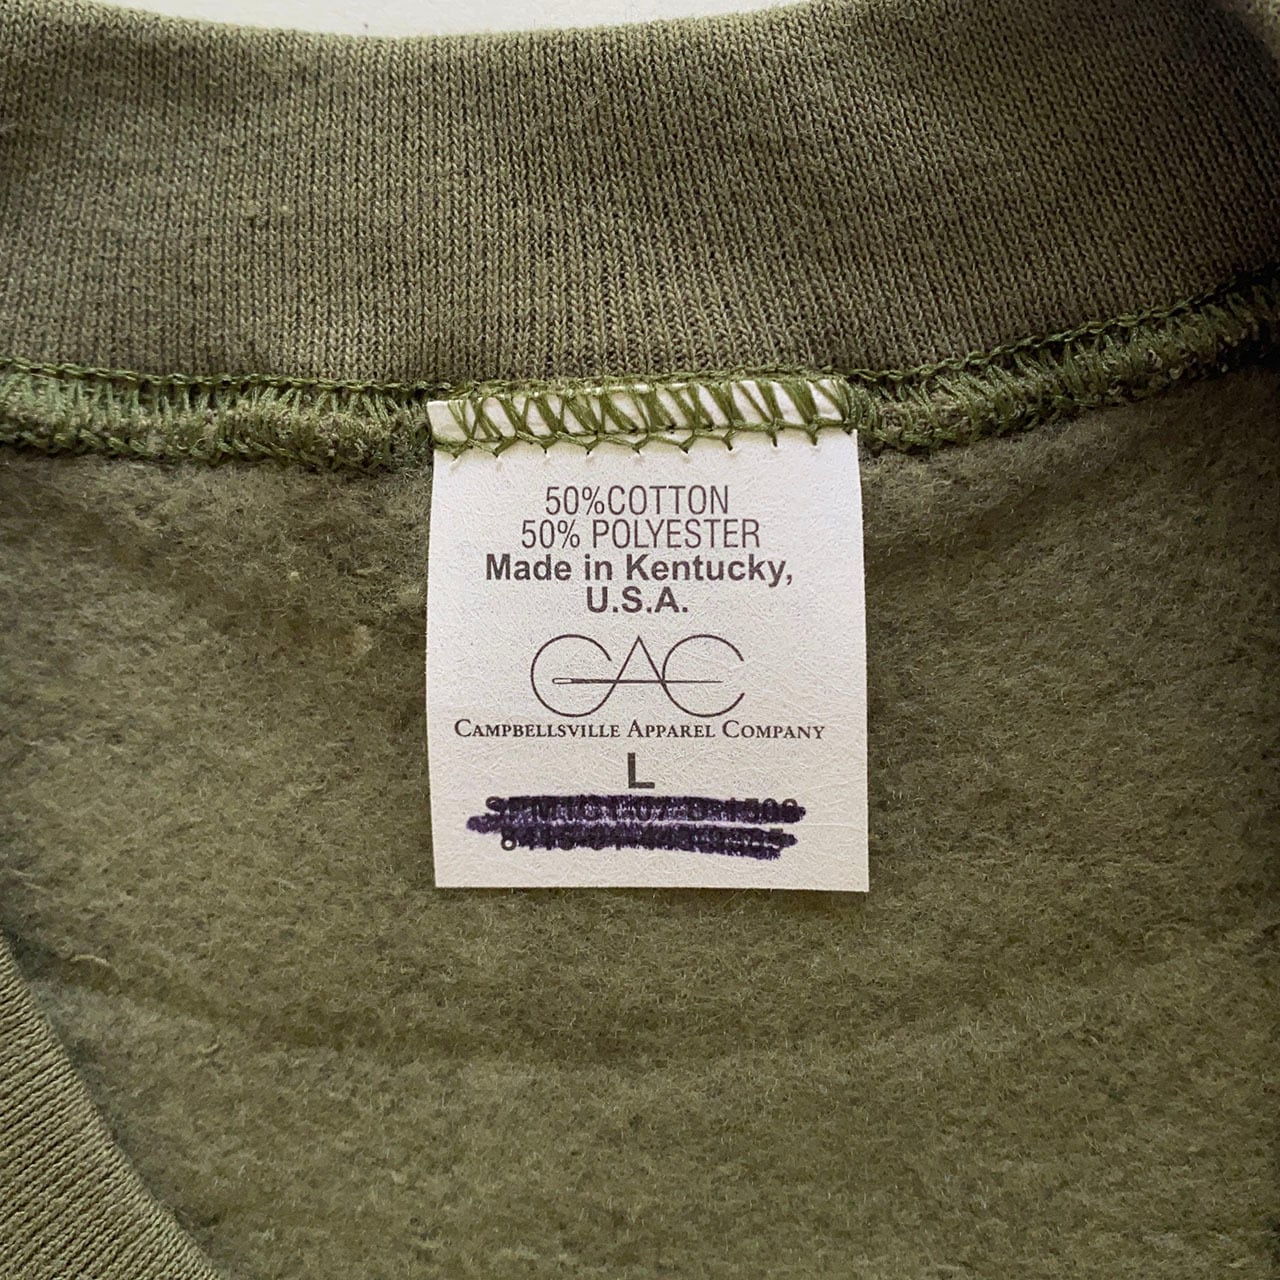 50%COTTON
50% POLYESTER
Made in Kentucky,
U.S.A.
CAC
CAMPBELLSVILLE APPAREL COMPANY
L